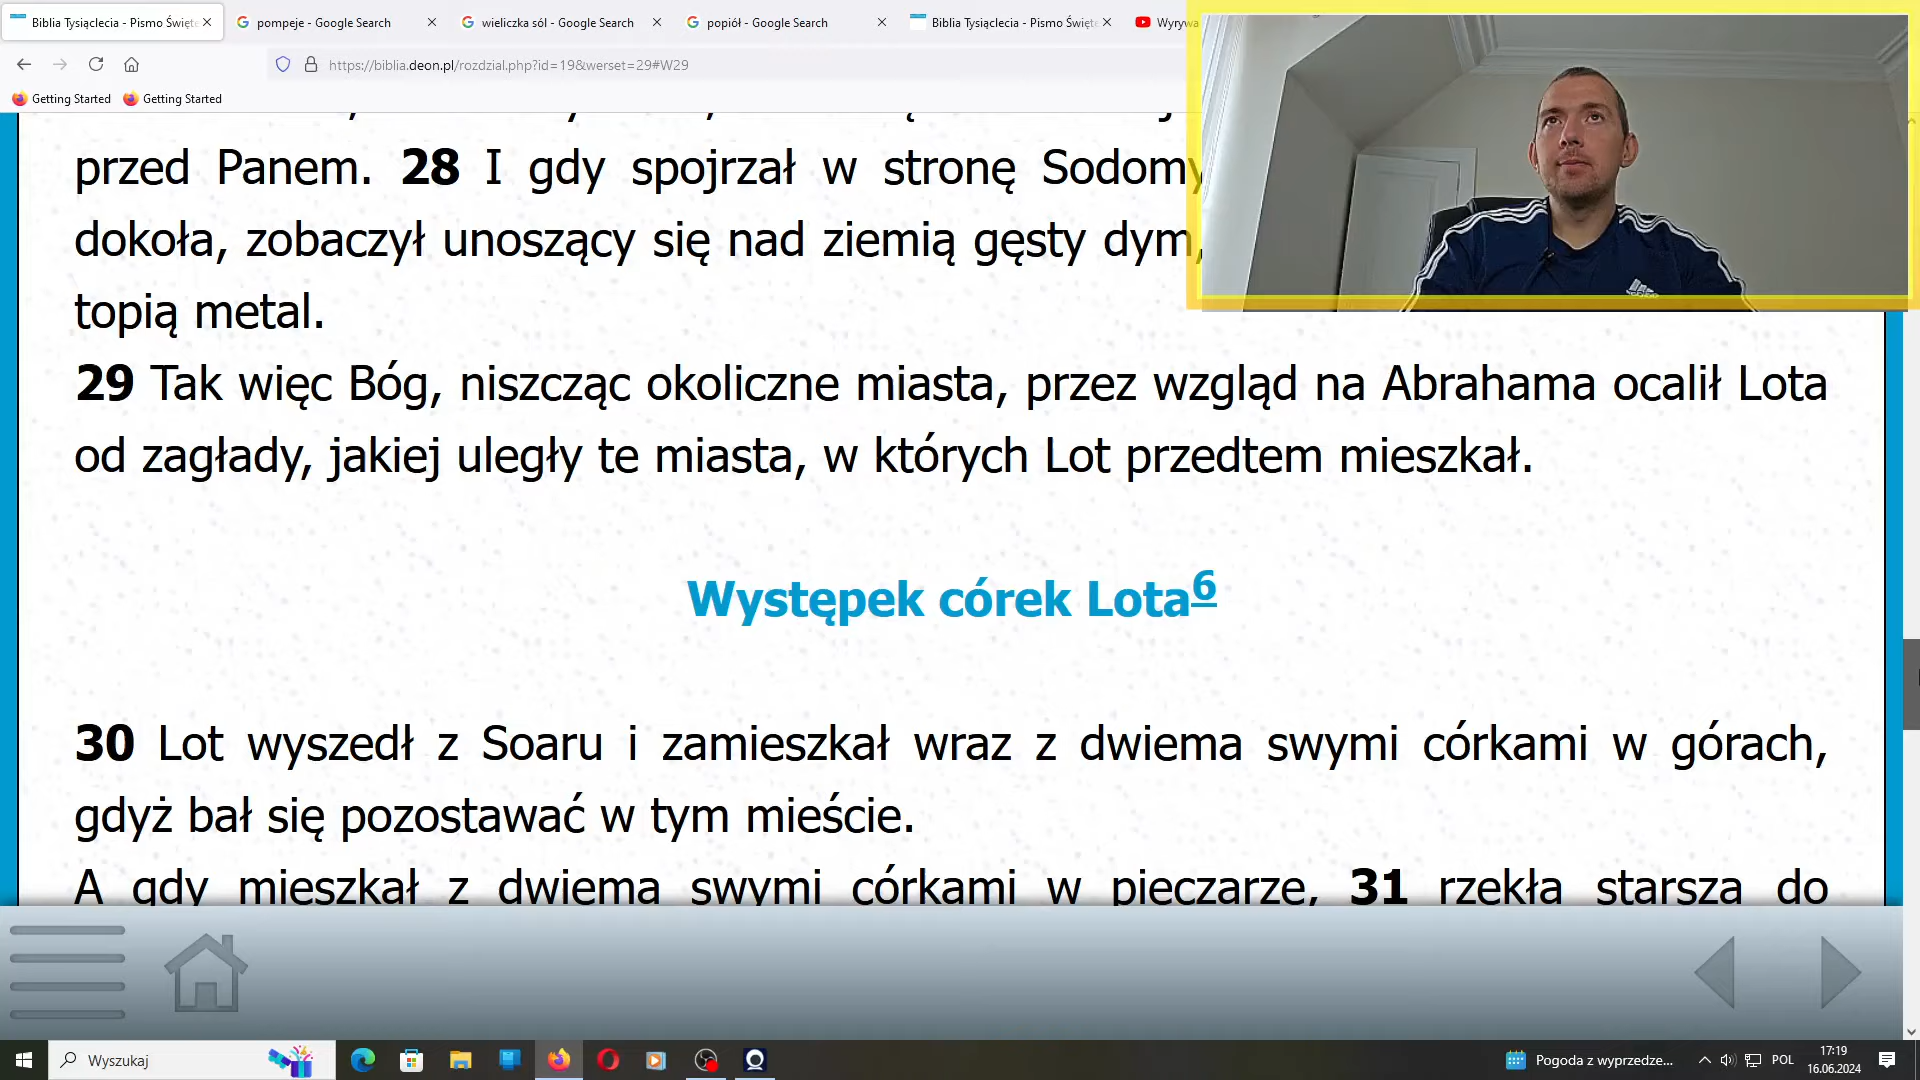 Biblia Tysiąclecia - Pismo Święte
pompeje - Google Search
wieliczka sól - Google Search
popiół - Google Search
Biblia Tysiąclecia - Pismo Święte
Wyrywa
https://biblia.deon.pl/rozdzial.php?id=19&werset=29#W29
Getting Started
Getting Started
przed Panem. 28 I gdy spojrzał w stronę Sodomy
dokoła, zobaczył unoszący się nad ziemią gęsty dym,
topią metal.
29 Tak więc Bóg, niszcząc okoliczne miasta, przez wzgląd na Abrahama ocalił Lota
od zagłady, jakiej uległy te miasta, w których Lot przedtem mieszkał.
Występek córek Lota6
30 Lot wyszedł z Soaru i zamieszkał wraz z dwiema swymi córkami w górach,
gdyż bał się pozostawać w tym mieście.
A gdy mieszkał z dwiema swymi córkami w pieczarze, 31 rzekła starsza do
Wyszukaj
Pogoda z wyprzedze...
POL
17:19
16.06.2024